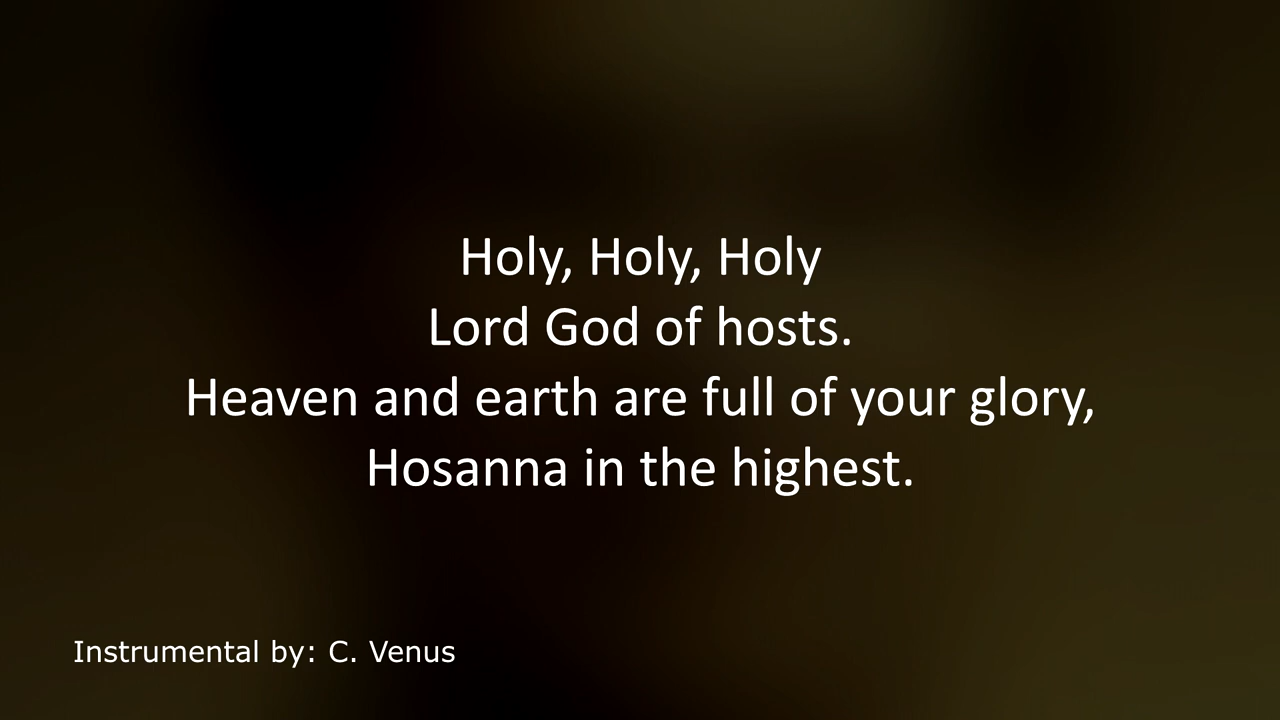 Holy, Holy, Holy
Lord God of hosts.
Heaven and earth are full of your glory,
Hosanna in the highest.
Instrumental by: C. Venus